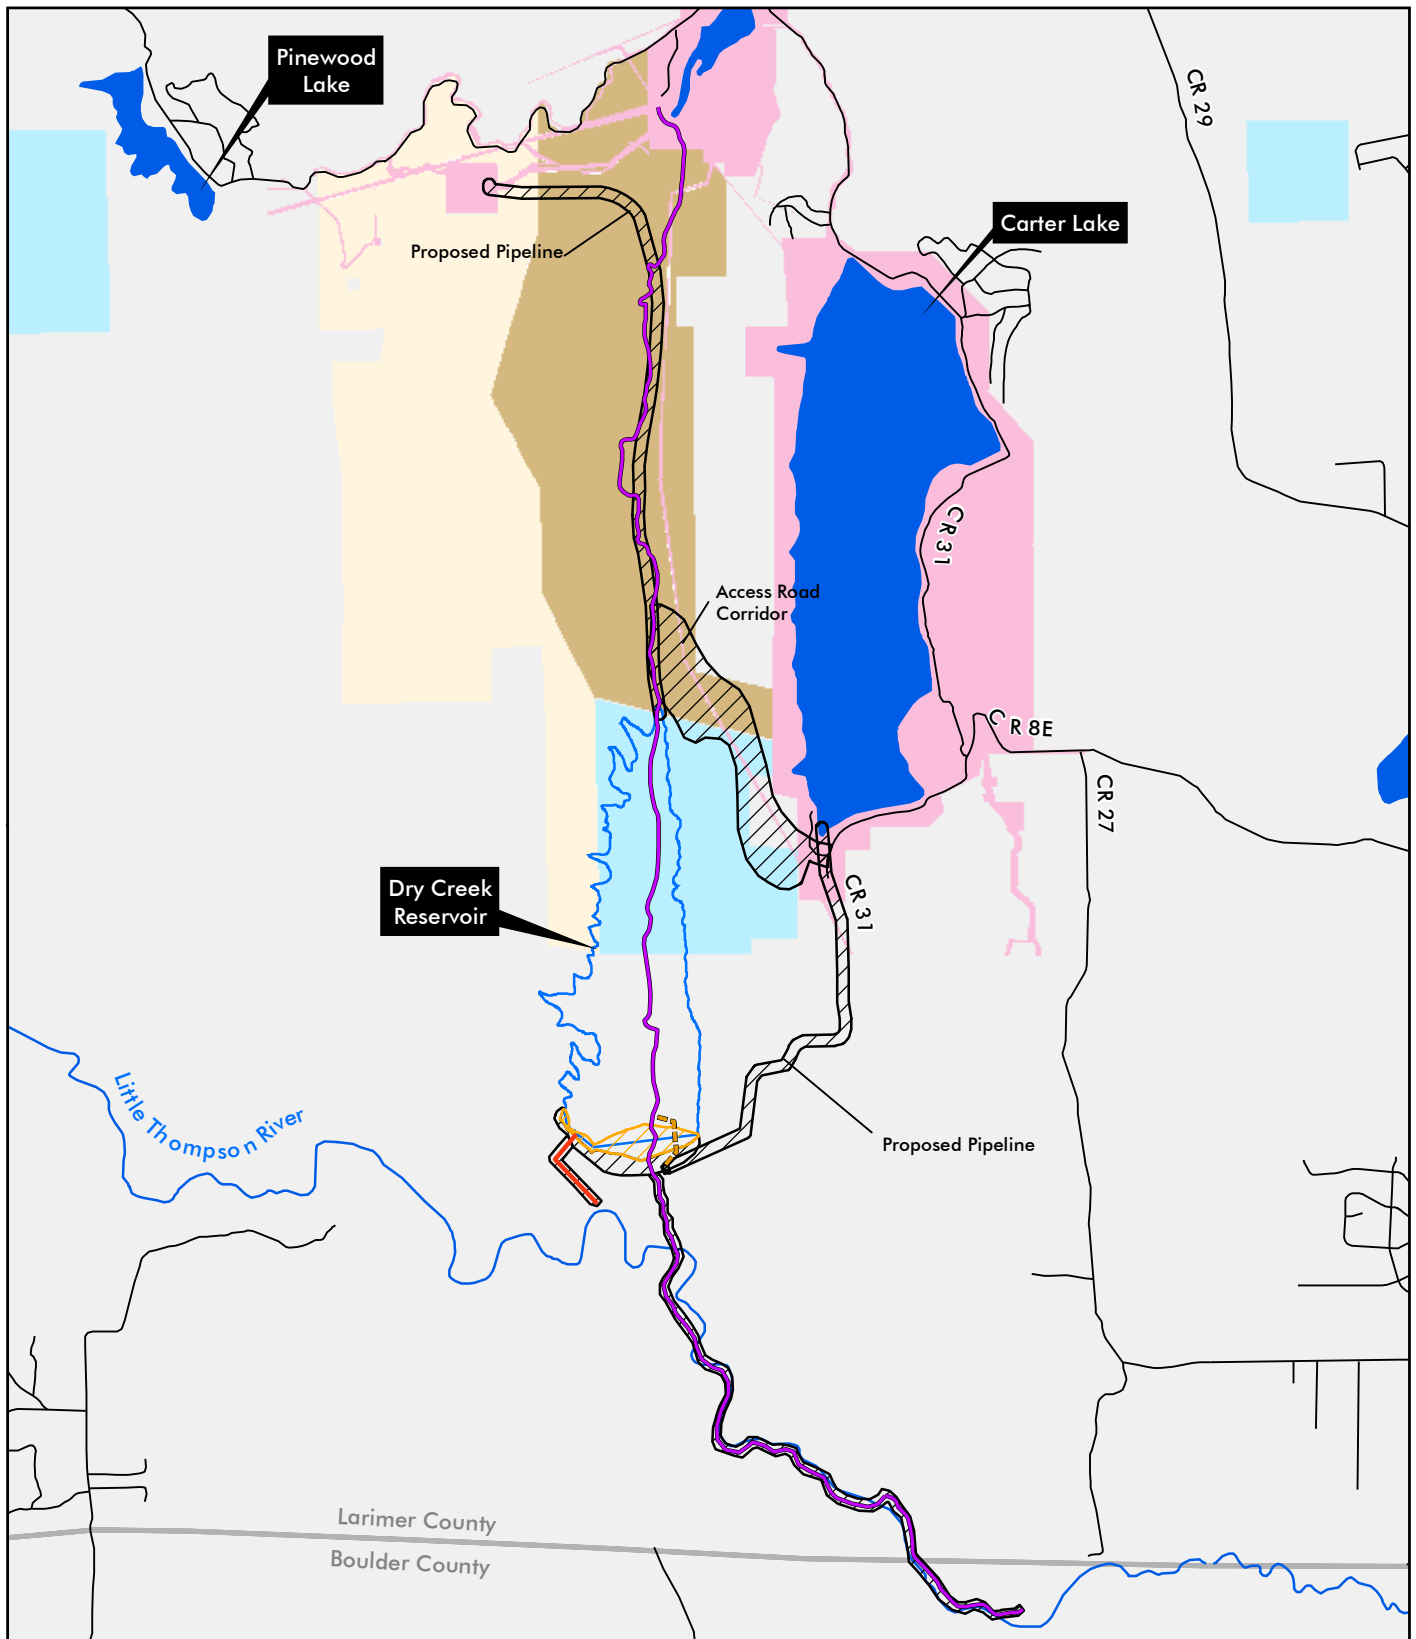 Pinewood
Lake
CR 29
Carter Lake
Proposed Pipeline
CR 31
Access Road
Corridor
CR 8E
CR 27
Dry Creek
Reservoir
CR 31
Little Thompson River
Proposed Pipeline
Larimer County
Boulder County